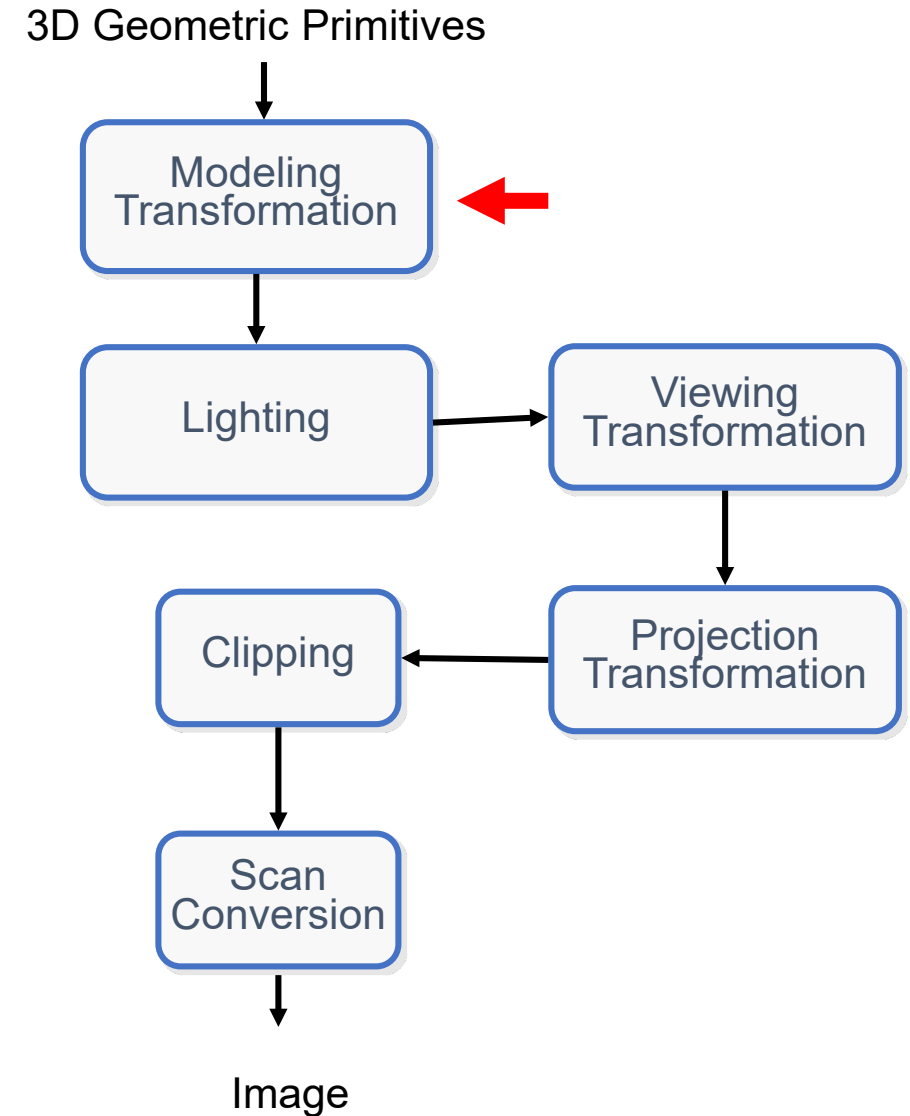 3D Geometric Primitives
Modeling
Transformation
Lighting
Viewing
Transformation
Projection
Transformation
Clipping
Scan
Conversion
Image